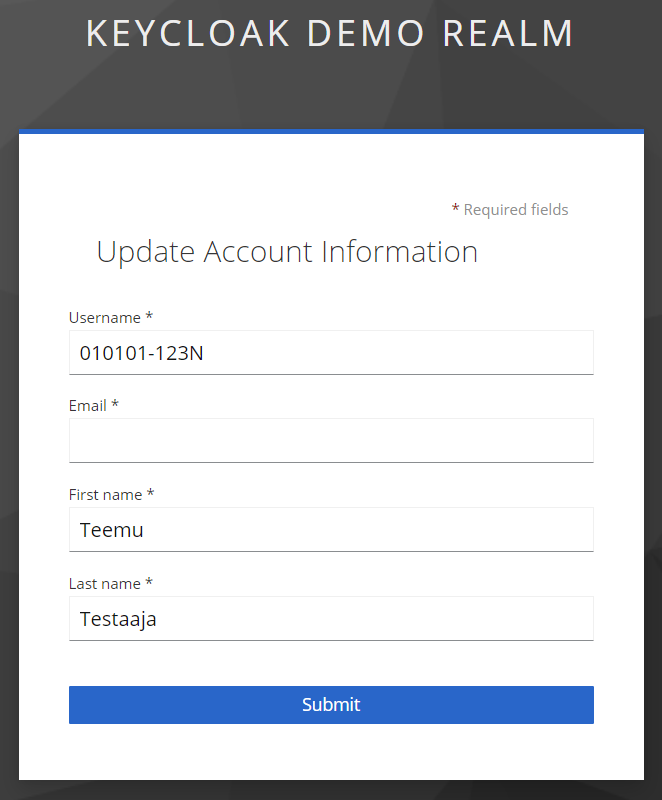 KEYCLOAK DEMO REALM
* Required fields
Update Account Information
Username *
010101-123N
Email *
First name *
Teemu
Last name *
Testaaja
Submit